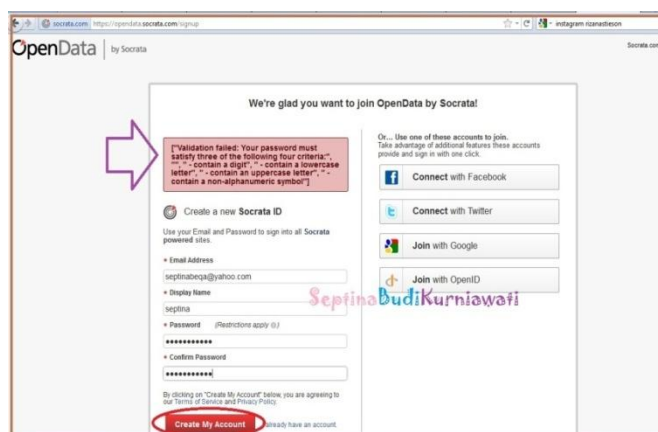 socrata.com https://opendata.socrata.com/signup
instagram rizanastieson
OpenData | by Socrata
Socrata.com
We're glad you want to join OpenData by Socrata!
["Validation failed: Your password must
satisfy three of the following four criteria:",
"", " - contain a digit", " - contain a lowercase
letter", " - contain an uppercase letter", " -
contain a non-alphanumeric symbol"]
Create a new Socrata ID
Use your Email and Password to sign into all Socrata
powered sites.
* Email Address
septinabeqa@yahoo.com
* Display Name
septina
* Password (Restrictions apply)
* Confirm Password
By clicking on "Create My Account" below, you are agreeing to
our Terms of Service and Privacy Policy.
Create My Account
already have an account.
Or... Use one of these accounts to join.
Take advantage of additional features these accounts
provide and sign in with one click.
Connect with Facebook
Connect with Twitter
Join with Google
Join with OpenID
SeptinaBudiKurniawati